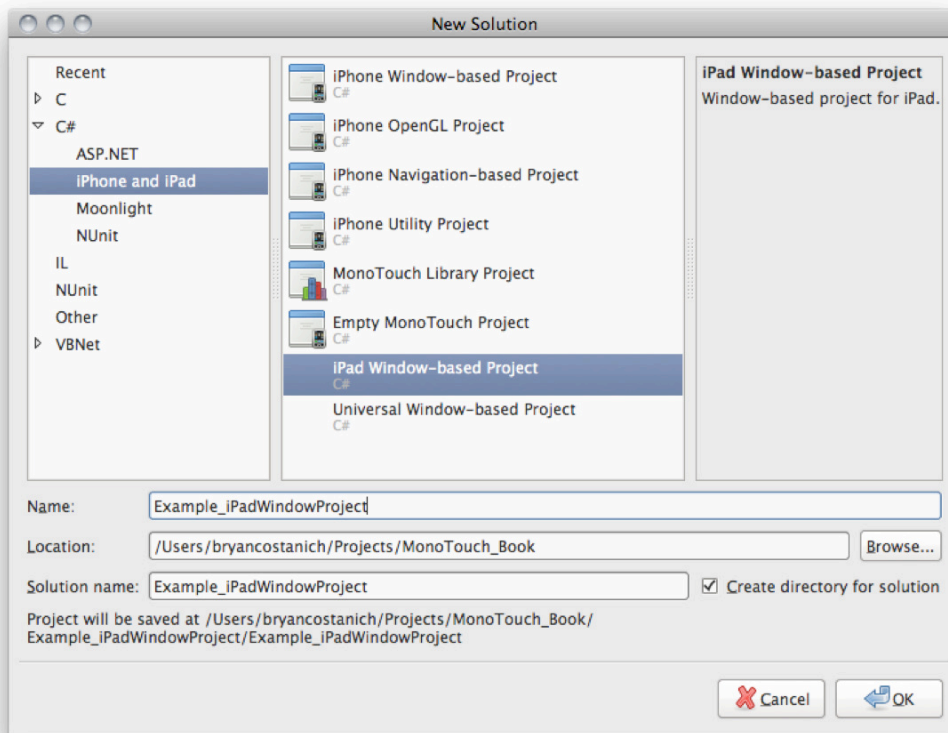 New Solution
Recent
C
C#
ASP.NET
iPhone and iPad
Moonlight
NUnit
IL
NUnit
Other
VBNet
iPhone Window-based Project
C#
iPhone OpenGL Project
C#
iPhone Navigation-based Project
C#
iPhone Utility Project
C#
MonoTouch Library Project
C#
Empty MonoTouch Project
C#
iPad Window-based Project
C#
Universal Window-based Project
C#
iPad Window-based Project
Window-based project for iPad.
Name: Example_iPadWindowProject
Location: /Users/bryancostanich/Projects/MonoTouch_Book Browse...
Solution name: Example_iPadWindowProject Create directory for solution
Project will be saved at /Users/bryancostanich/Projects/MonoTouch_Book/
Example_iPadWindowProject/Example_iPadWindowProject
Cancel OK